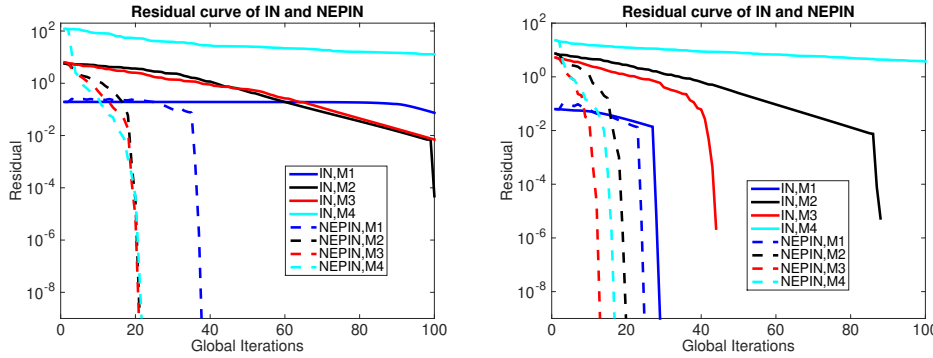 Residual curve of IN and NEPIN
10^2
10^0
10^-2
10^-4
10^-6
10^-8
Residual
IN,M1
IN,M2
IN,M3
IN,M4
NEPIN,M1
NEPIN,M2
NEPIN,M3
NEPIN,M4
0 20 40 60 80 100
Global Iterations
Residual curve of IN and NEPIN
10^2
10^0
10^-2
10^-4
10^-6
10^-8
Residual
IN,M1
IN,M2
IN,M3
IN,M4
NEPIN,M1
NEPIN,M2
NEPIN,M3
NEPIN,M4
0 20 40 60 80 100
Global Iterations